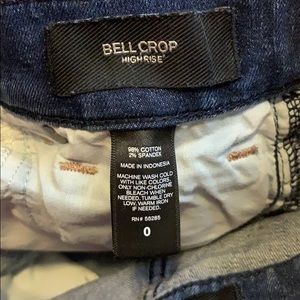 BELL CROP
HIGH RISE
98% COTTON
2% SPANDEX
MADE IN INDONESIA
MACHINE WASH COLD
WITH LIKE COLORS.
ONLY NON-CHLORINE
BLEACH WHEN
NEEDED. TUMBLE DRY
LOW. WARM IRON
IF NEEDED.
RN# 55285
0